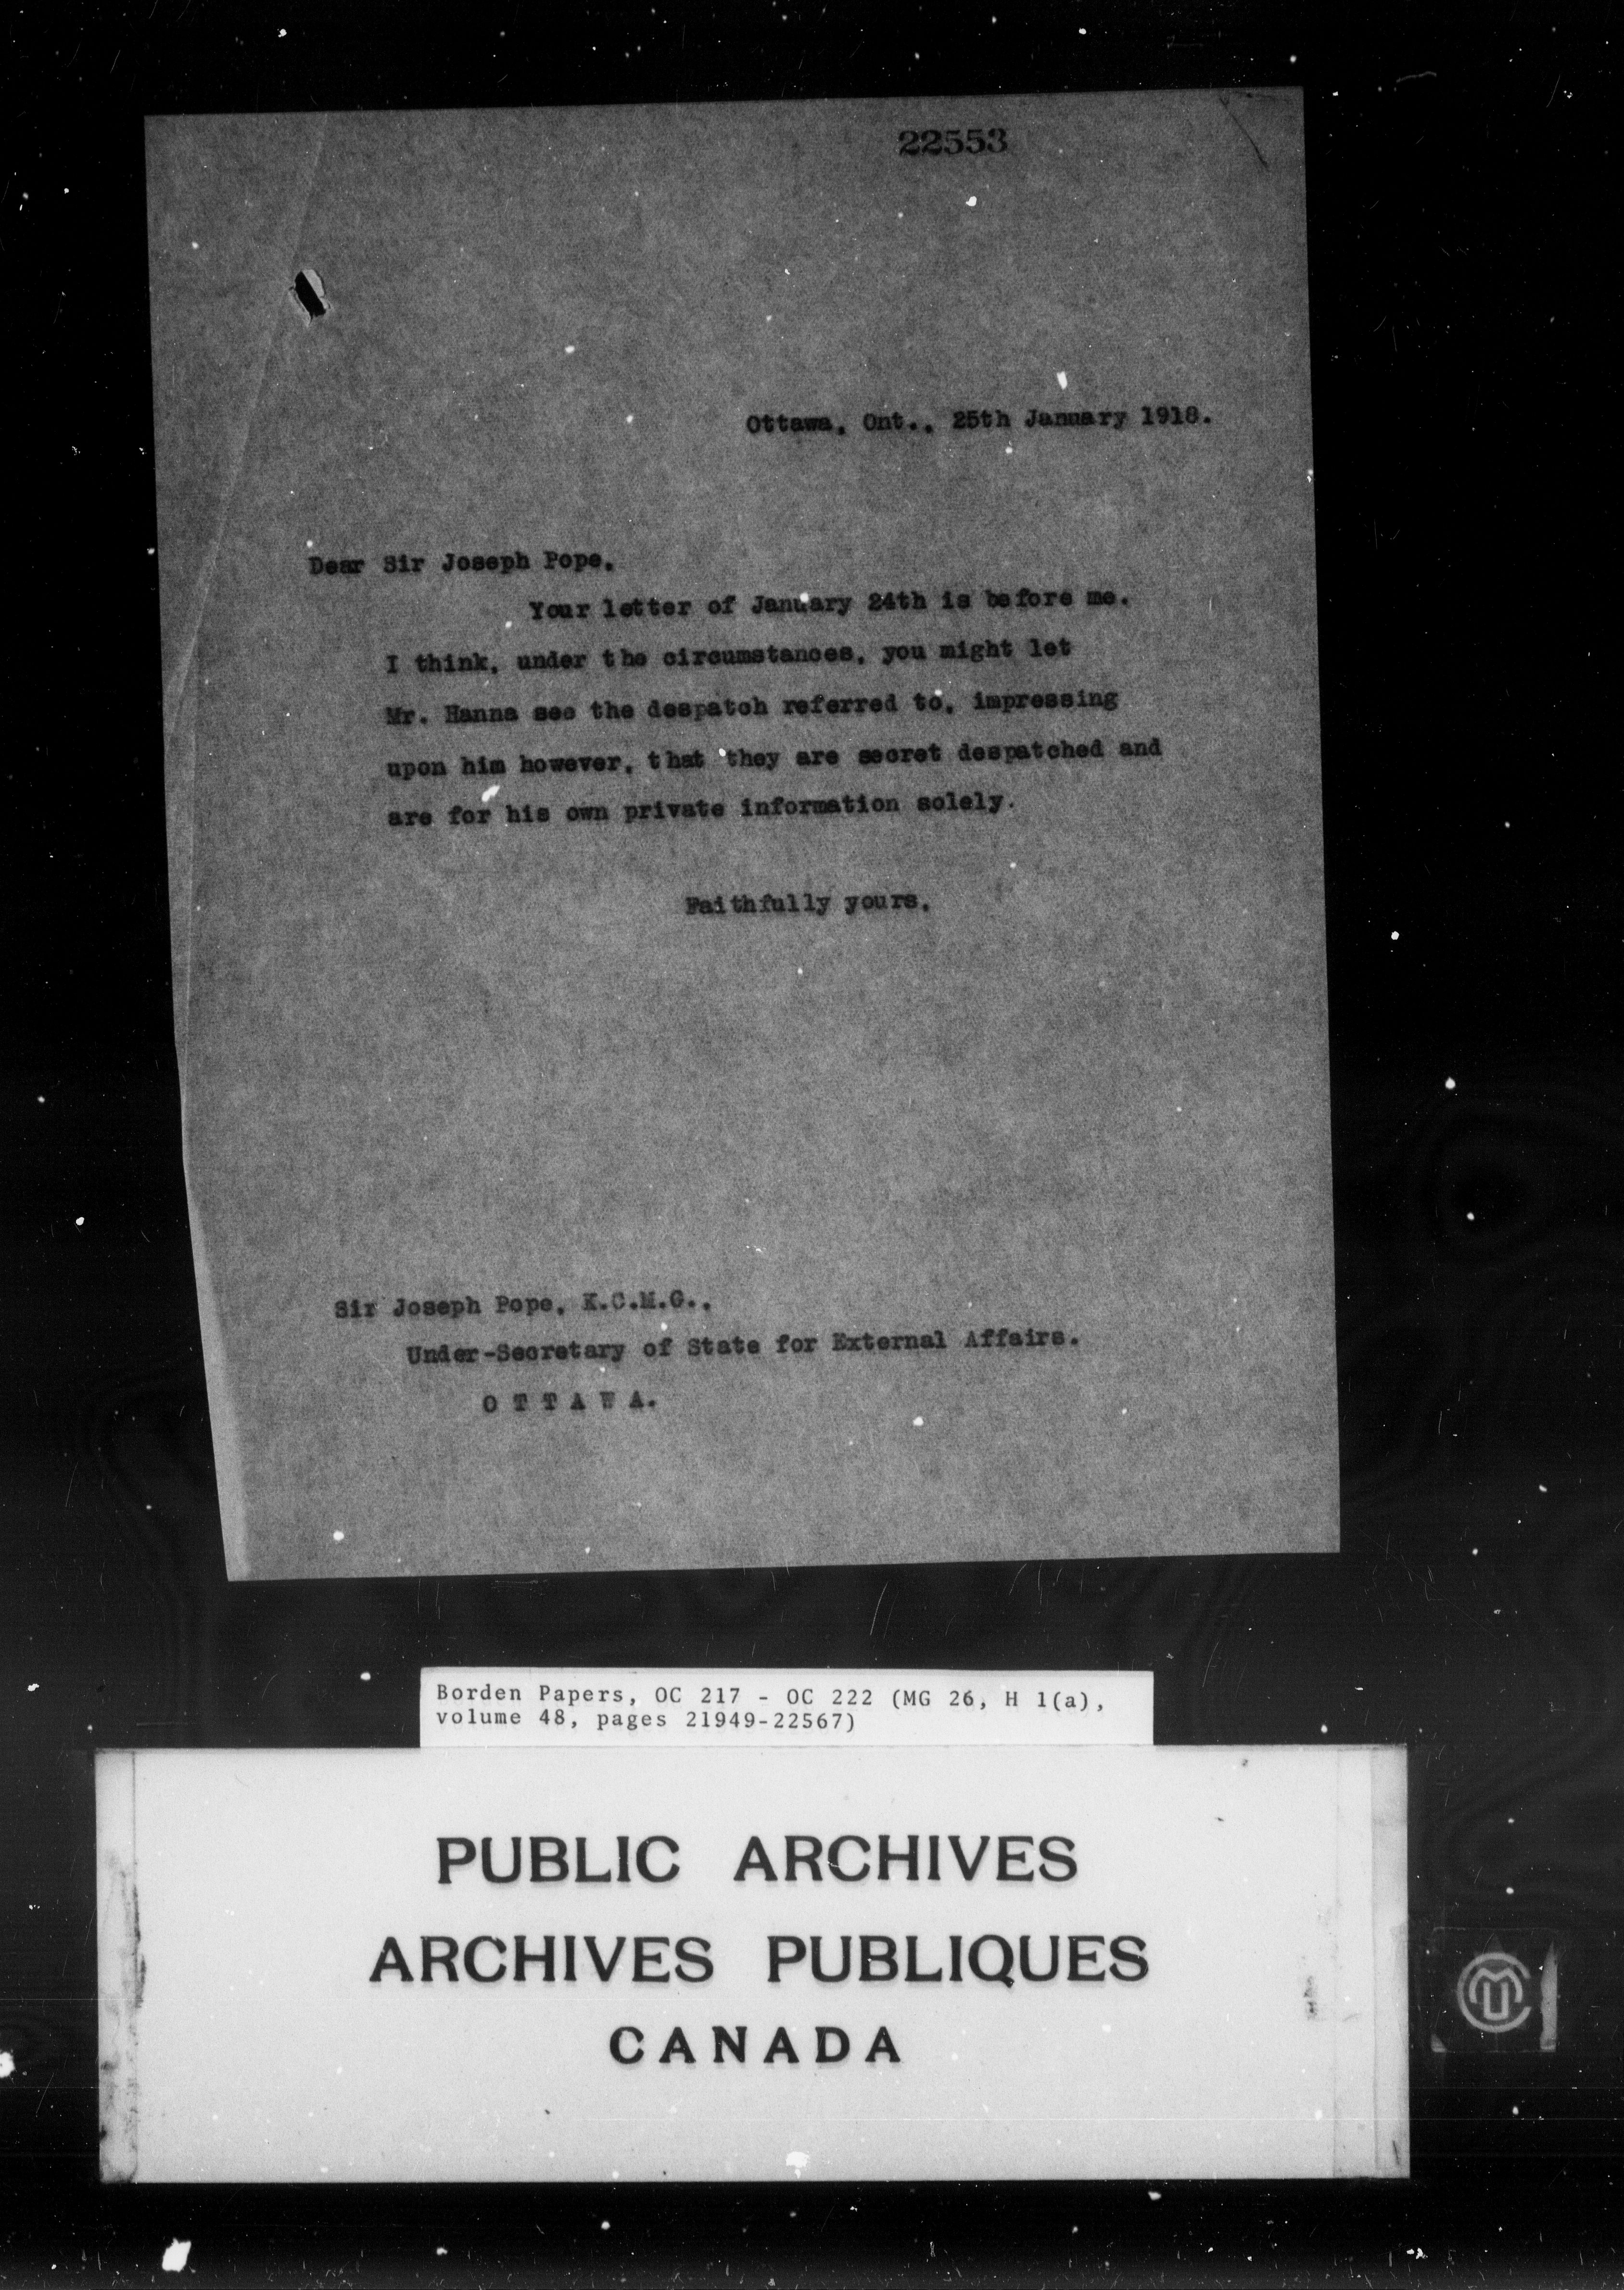 22553
Ottawa, Ont., 25th January 1918.
Dear Sir Joseph Pope,
Your letter of January 24th is before me.
I think, under the circumstances, you might let
Mr. Hanna see the despatch referred to, impressing
upon him however, that they are secret despatched and
are for his own private information solely.
Faithfully yours,
Sir Joseph Pope, K.C.M.G.,
Under-Secretary of State for External Affairs.
O T T A W A.
Borden Papers, OC 217 - OC 222 (MG 26, H 1(a),
volume 48, pages 21949-22567)
PUBLIC ARCHIVES
ARCHIVES PUBLIQUES
CANADA